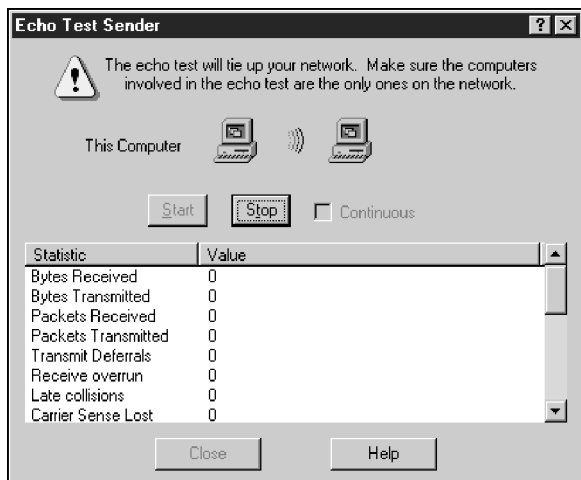 Echo Test Sender
The echo test will tie up your network. Make sure the computers
involved in the echo test are the only ones on the network.
This Computer
Start Stop Continuous
Statistic Value
Bytes Received 0
Bytes Transmitted 0
Packets Received 0
Packets Transmitted 0
Transmit Deferrals 0
Receive overrun 0
Late collisions 0
Carrier Sense Lost 0
Close Help